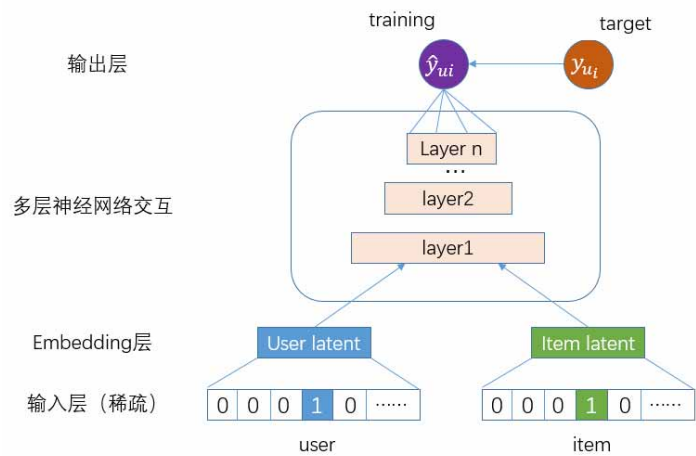 training target
输出层 ŷui yui
Layer n
...
多层神经网络交互 layer2
layer1
Embedding层 User latent Item latent
输入层（稀疏） 0 0 0 1 0 ...... 0 0 0 1 0 ......
user item